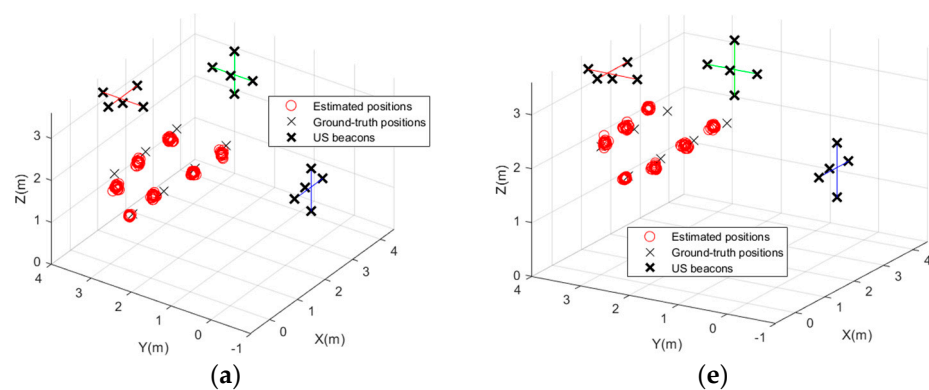 Estimated positions
Ground-truth positions
US beacons
Z(m)
3
2
1
0
4
3
2
1
0
-1
Y(m)
0
1
2
3
4
X(m)
(a)
Estimated positions
Ground-truth positions
US beacons
Z(m)
3
2
1
0
4
3
2
1
0
-1
Y(m)
0
1
2
3
4
X(m)
(e)